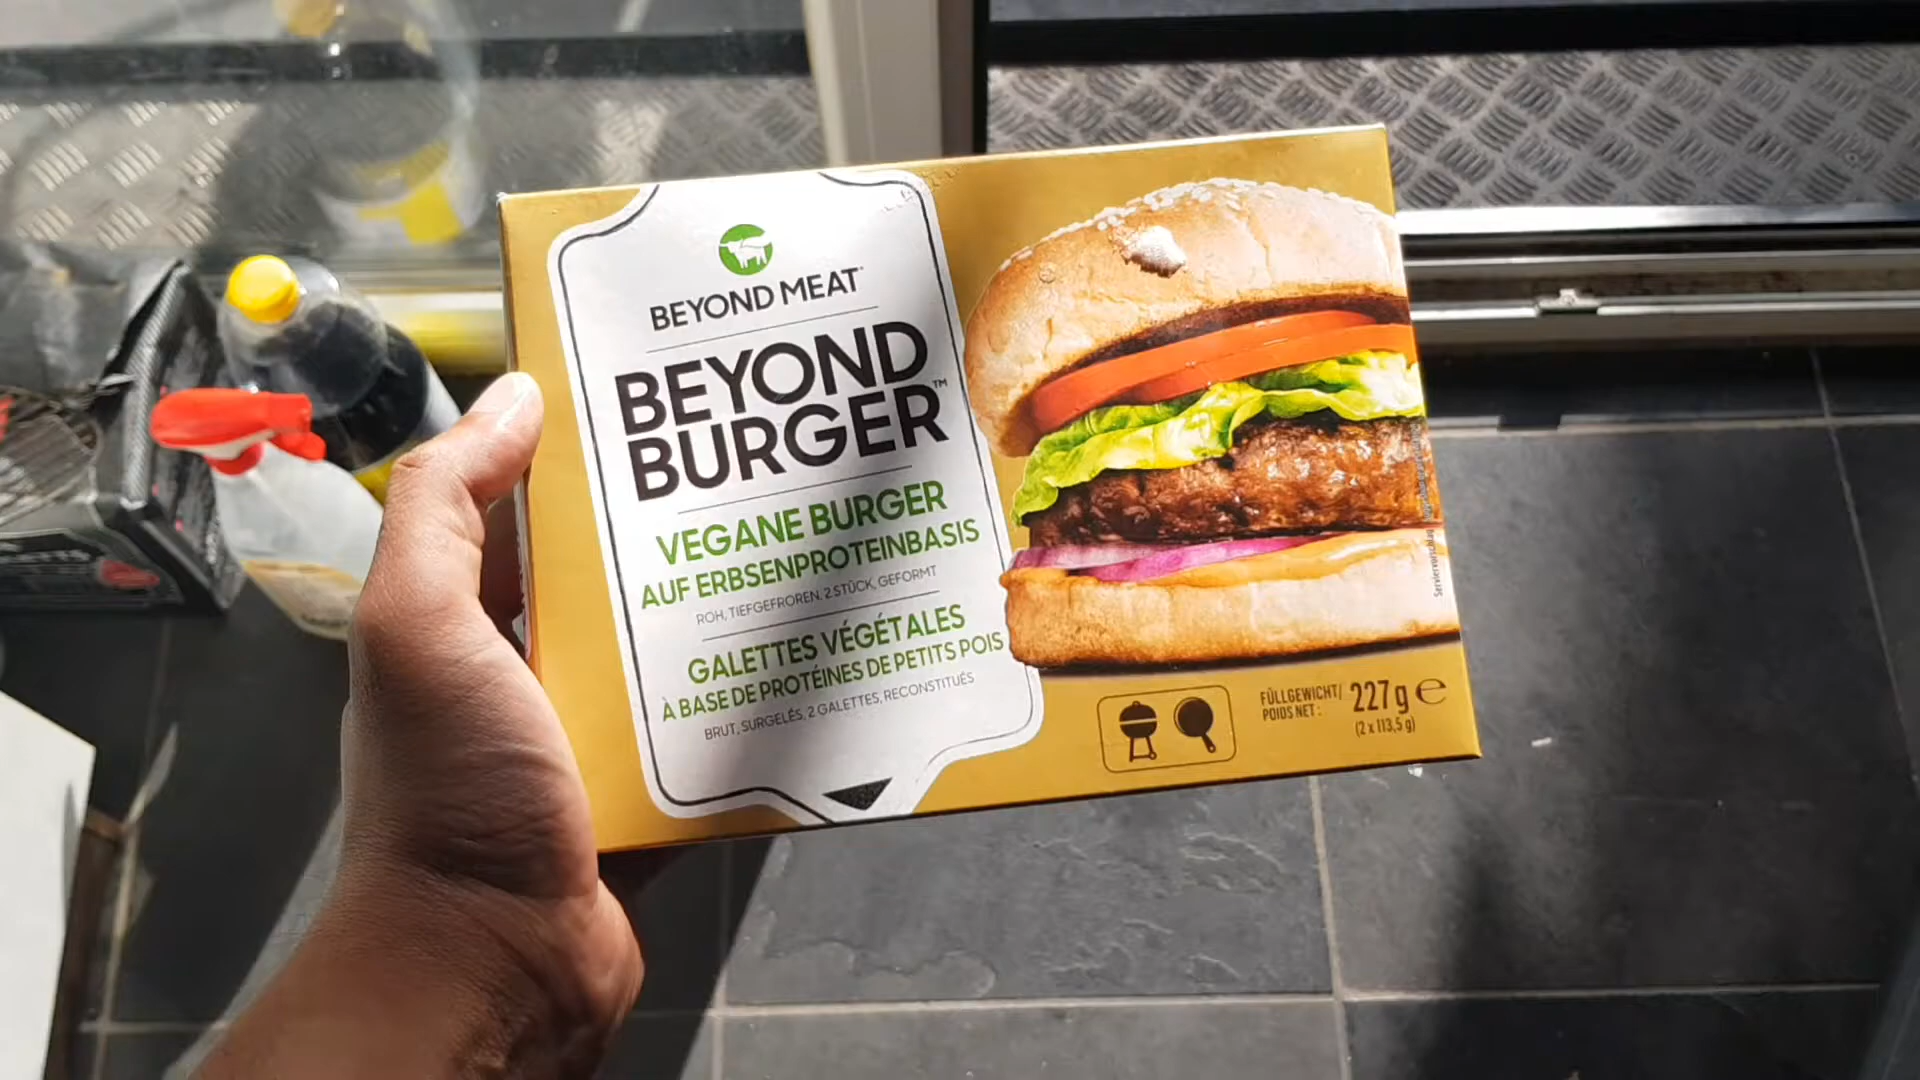 BEYOND MEAT
BEYOND
BURGER™
VEGANE BURGER
AUF ERBSENPROTEINBASIS
ROH, TIEFGEFROREN, 2 STÜCK, GEFORMT
GALETTES VÉGÉTALES
À BASE DE PROTÉINES DE PETITS POIS
BRUT, SURGELÉS, 2 GALETTES, RECONSTITUÉS
FÜLLGEWICHT/
POIDS NET:
227g ℮
(2 x 113,5 g)
Serviervorschlag